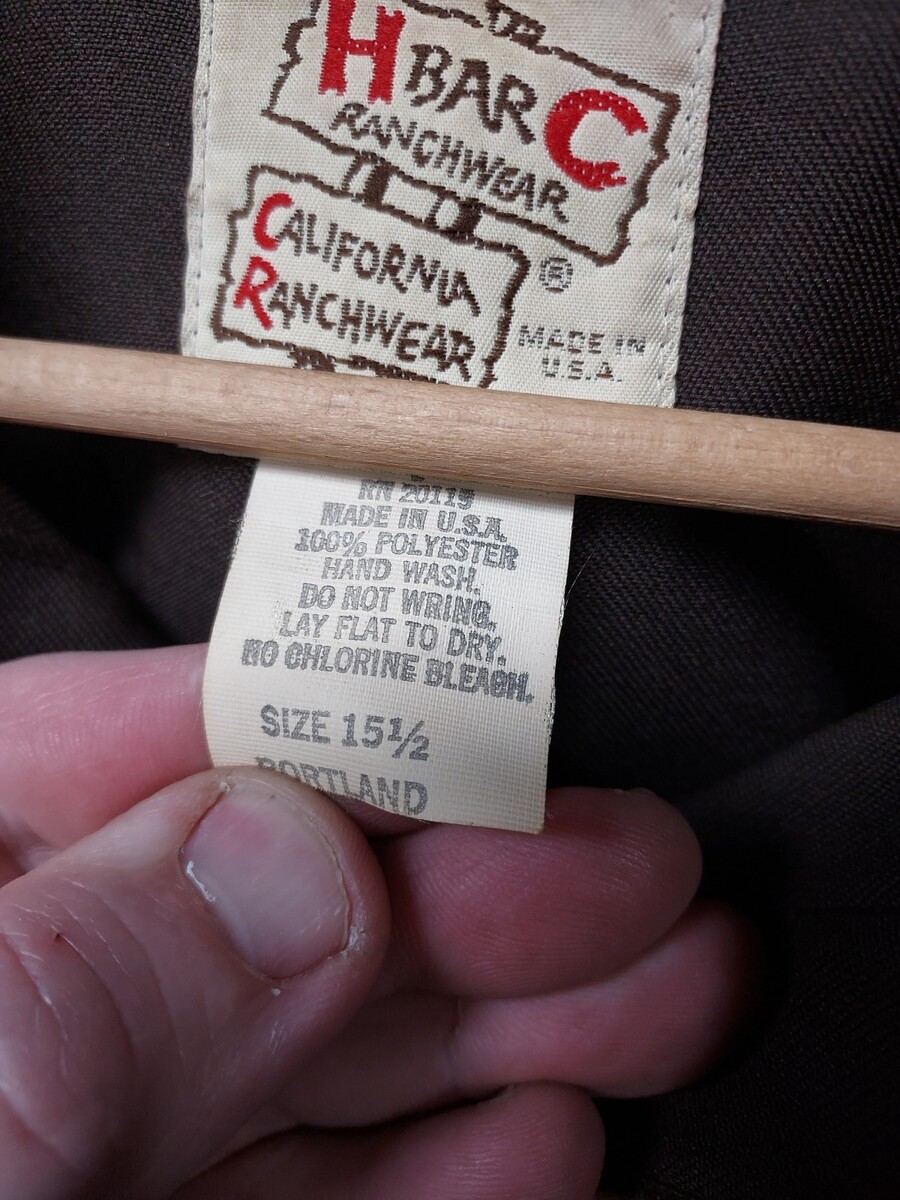 H BAR C
RANCHWEAR
CALIFORNIA
RANCHWEAR
®
MADE IN
U.S.A.
RN 20119
MADE IN U.S.A.
100% POLYESTER
HAND WASH.
DO NOT WRING,
LAY FLAT TO DRY.
NO CHLORINE BLEACH.
SIZE 15½
PORTLAND